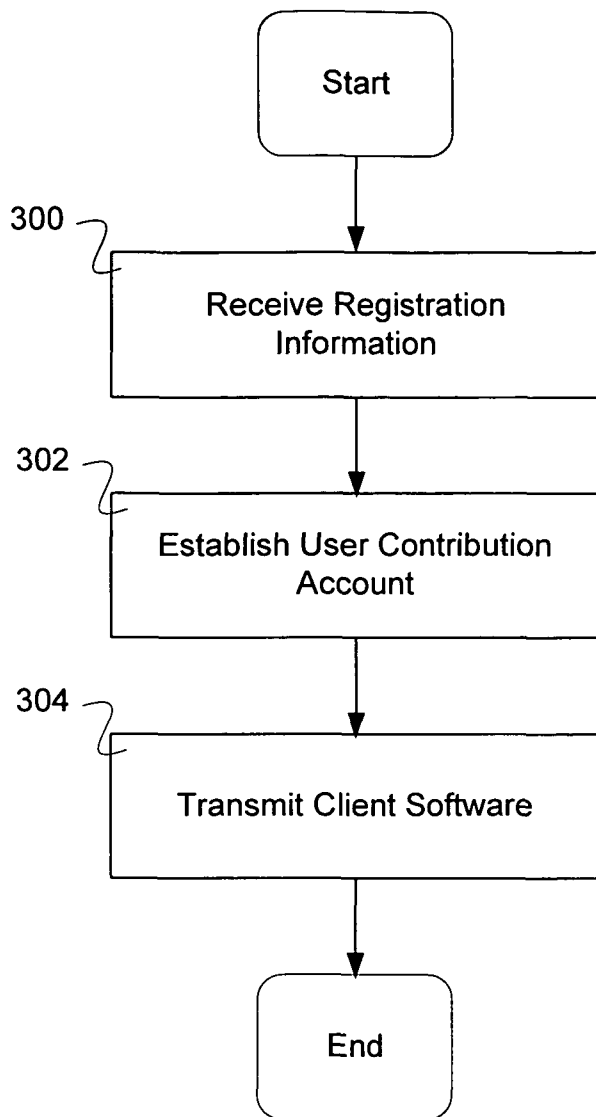 Start
300
Receive Registration
Information
302
Establish User Contribution
Account
304
Transmit Client Software
End